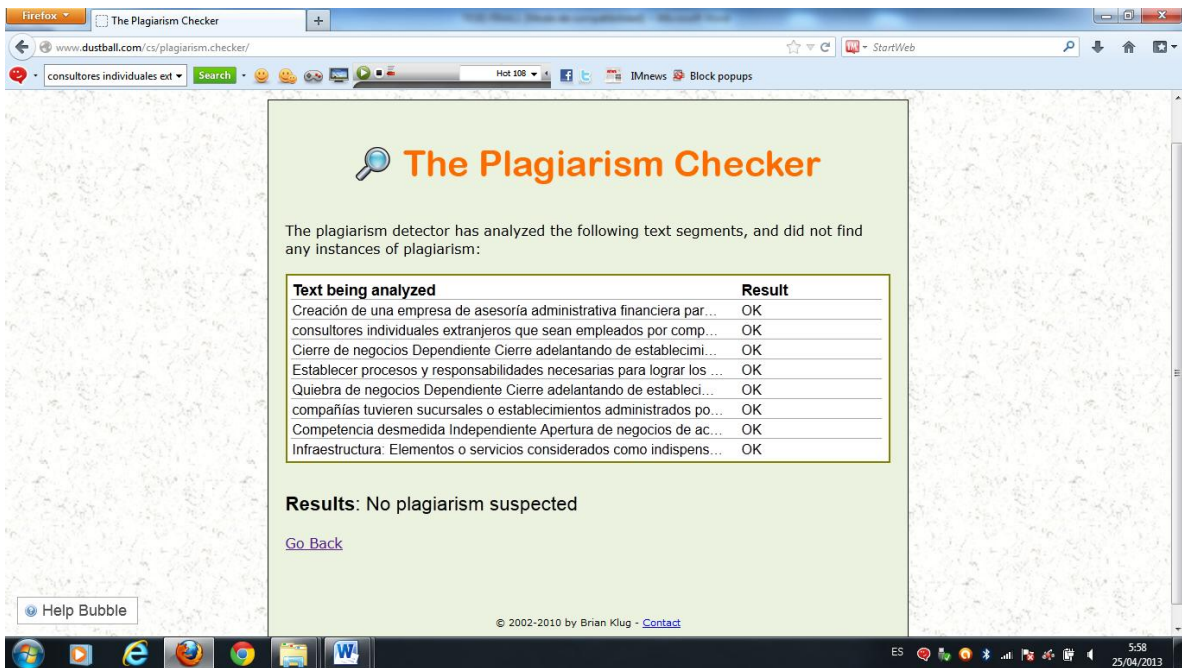 Firefox
The Plagiarism Checker
www.dustball.com/cs/plagiarism.checker/
StartWeb
consultores individuales ext
Search
Hot 108
IMnews
Block popups
The Plagiarism Checker
The plagiarism detector has analyzed the following text segments, and did not find
any instances of plagiarism:
Text being analyzed Result
Creación de una empresa de asesoría administrativa financiera par... OK
consultores individuales extranjeros que sean empleados por comp... OK
Cierre de negocios Dependiente Cierre adelantando de establecimi... OK
Establecer procesos y responsabilidades necesarias para lograr los ... OK
Quiebra de negocios Dependiente Cierre adelantando de estableci... OK
compañías tuvieren sucursales o establecimientos administrados po... OK
Competencia desmedida Independiente Apertura de negocios de ac... OK
Infraestructura: Elementos o servicios considerados como indispens... OK
Results: No plagiarism suspected
Go Back
Help Bubble
© 2002-2010 by Brian Klug - Contact
ES
5:58
25/04/2013